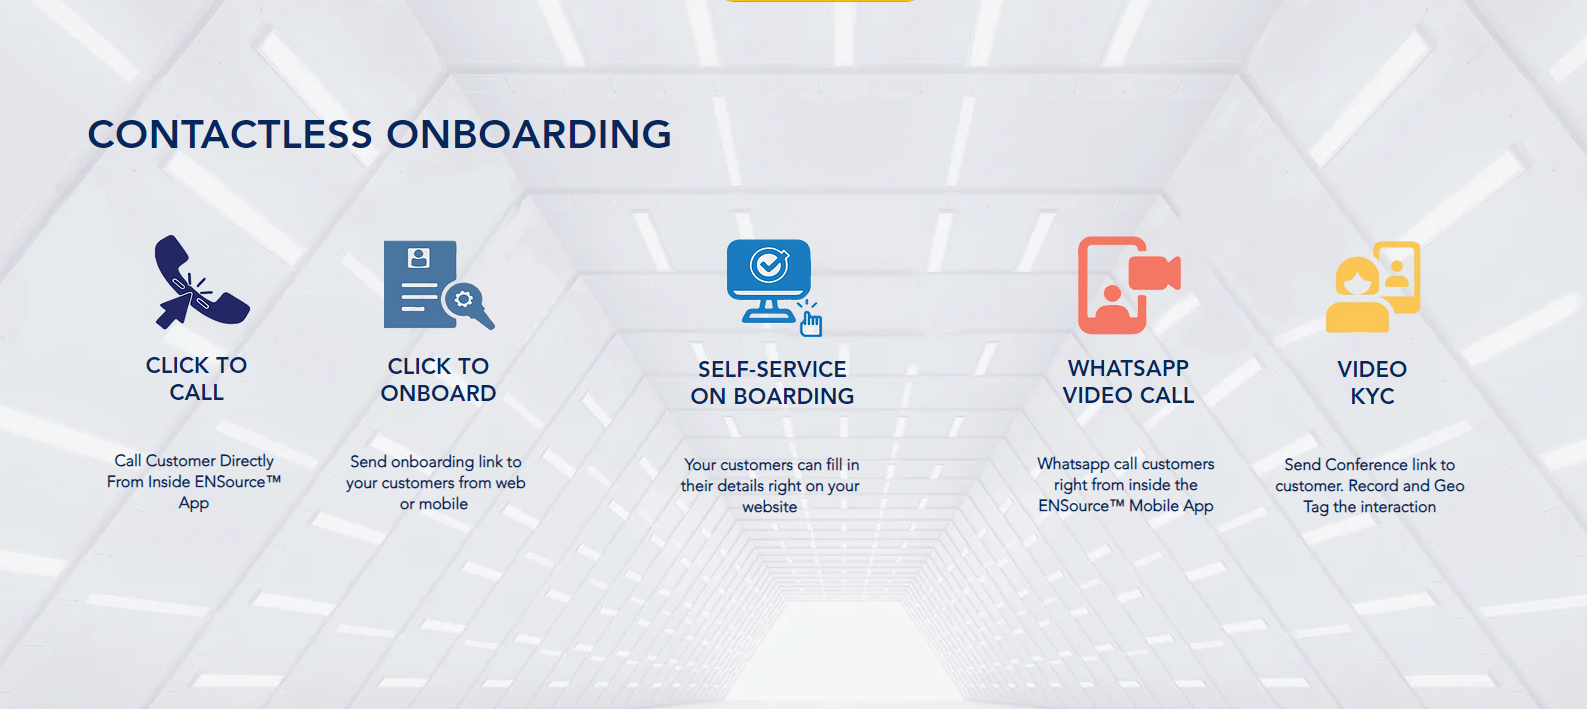 CONTACTLESS ONBOARDING
CLICK TO
CALL
Call Customer Directly
From Inside ENSource™
App
CLICK TO
ONBOARD
Send onboarding link to
your customers from web
or mobile
SELF-SERVICE
ON BOARDING
Your customers can fill in
their details right on your
website
WHATSAPP
VIDEO CALL
Whatsapp call customers
right from inside the
ENSource™ Mobile App
VIDEO
KYC
Send Conference link to
customer. Record and Geo
Tag the interaction